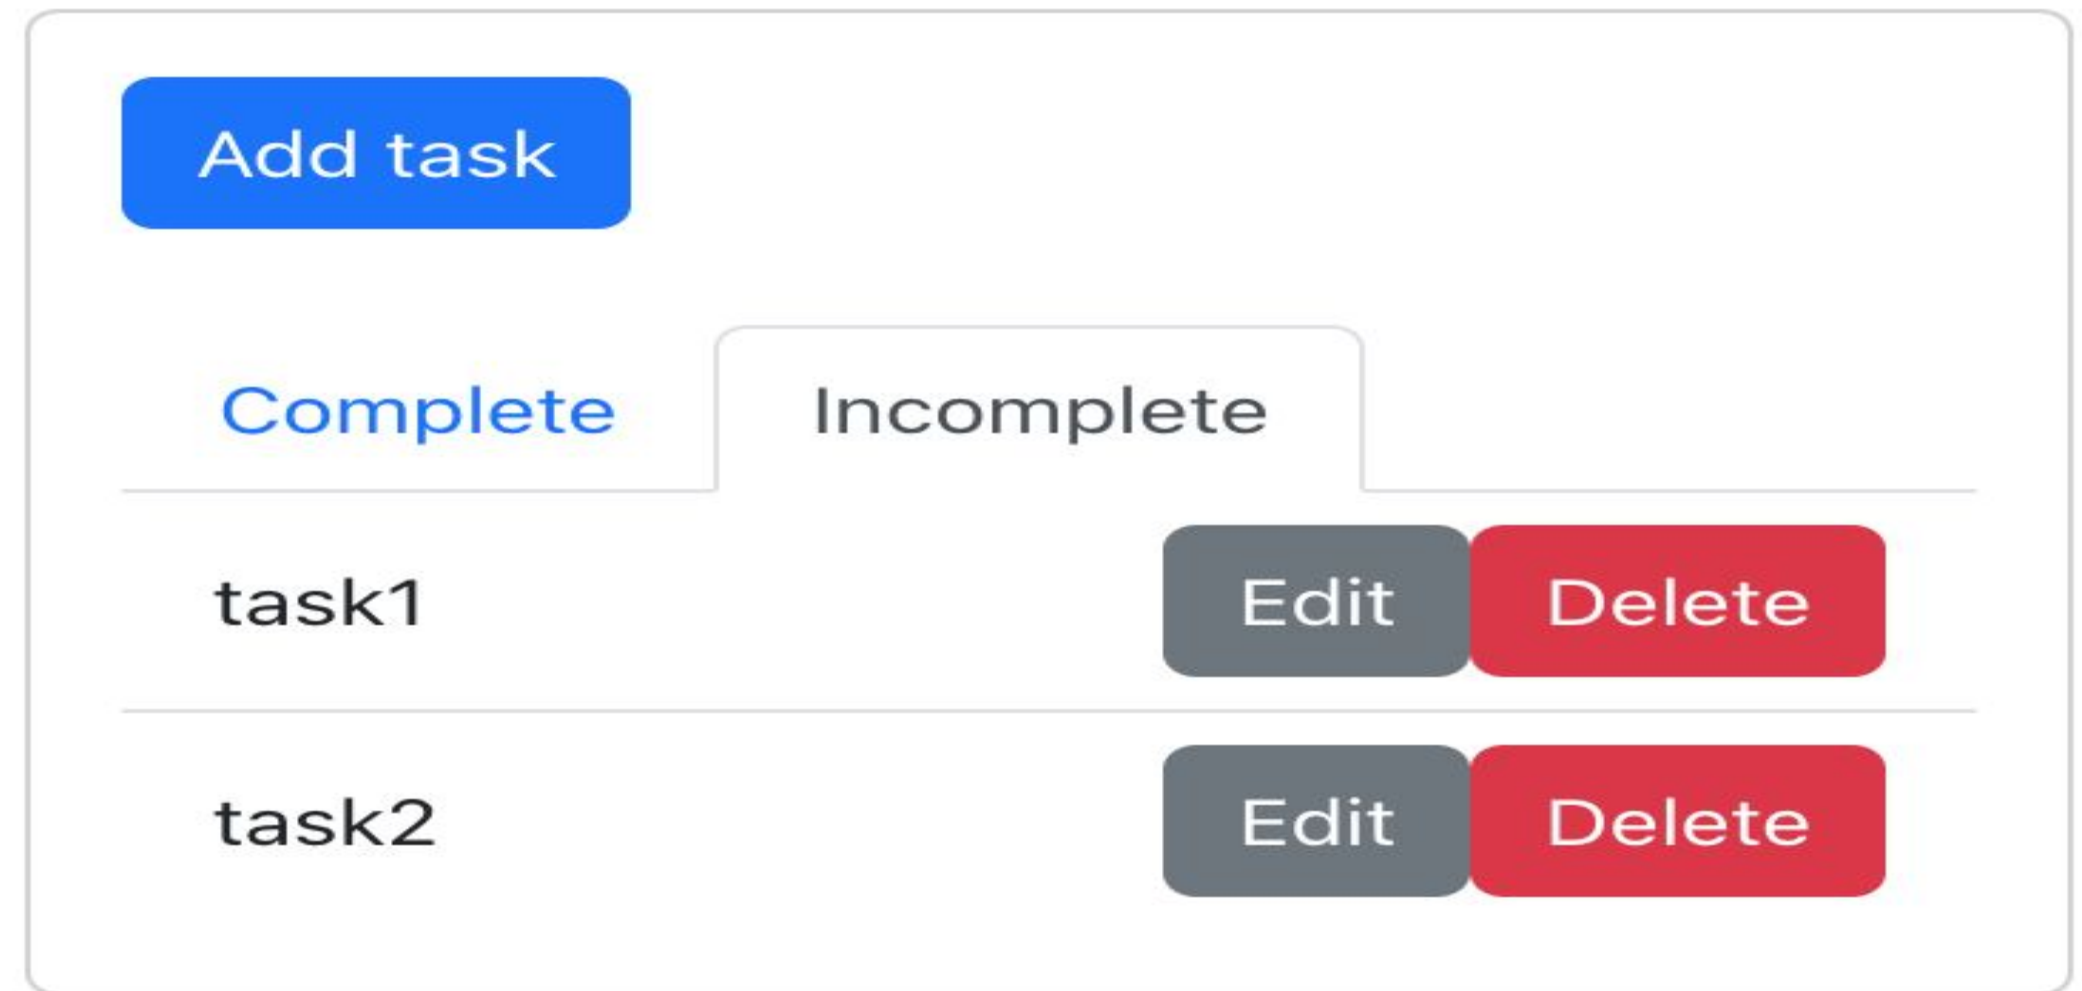 Add task
Complete Incomplete
task1 Edit Delete
task2 Edit Delete